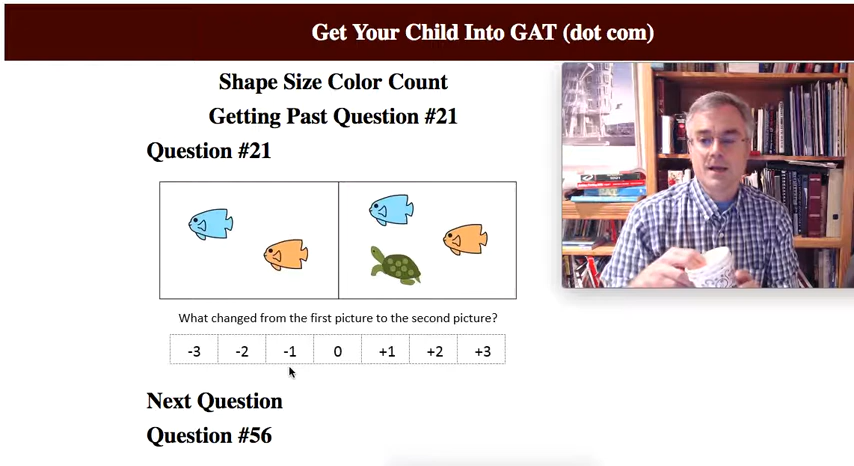 Get Your Child Into GAT (dot com)
Shape Size Color Count
Getting Past Question #21
Question #21
What changed from the first picture to the second picture?
-3 -2 -1 0 +1 +2 +3
Next Question
Question #56